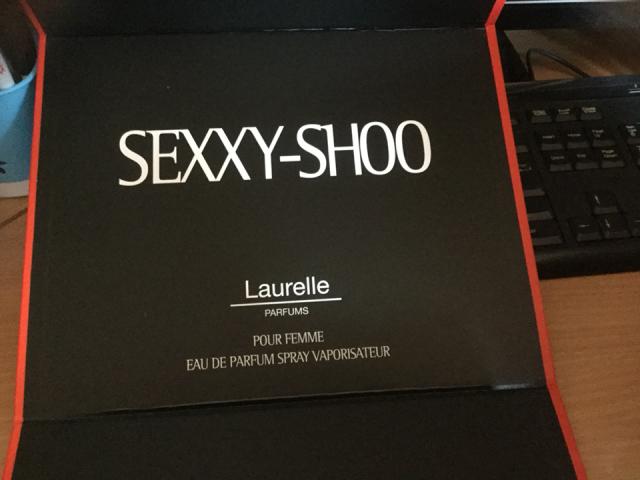 SEXXY-SHOO
Laurelle
PARFUMS
POUR FEMME
EAU DE PARFUM SPRAY VAPORISATEUR